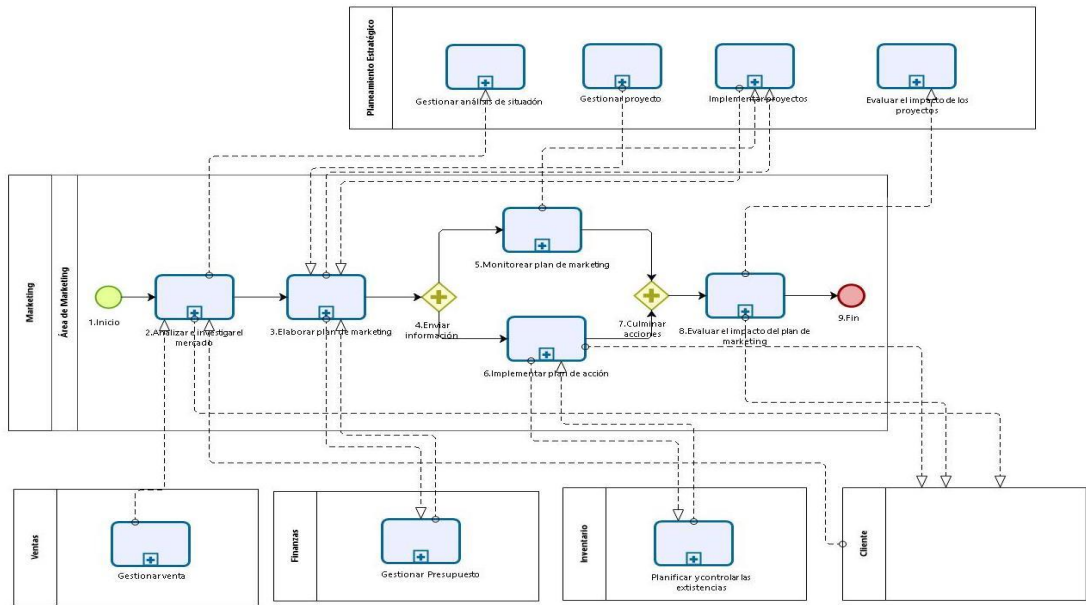 Planeamiento Estratégico
Gestionar análisis de situación
Gestionar proyecto
Implementar proyectos
Evaluar el impacto de los
proyectos
Marketing
Área de Marketing
1.Inicio
2.Analizar e investigar el
mercado
3.Elaborar plan de marketing
4.Enviar
información
5.Monitorear plan de marketing
6.Implementar plan de acción
7.Culminar
acciones
8.Evaluar el impacto del plan de
marketing
9.Fin
Ventas
Gestionar venta
Finanzas
Gestionar Presupuesto
Inventario
Planificar y controlar las
extistencias
Cliente